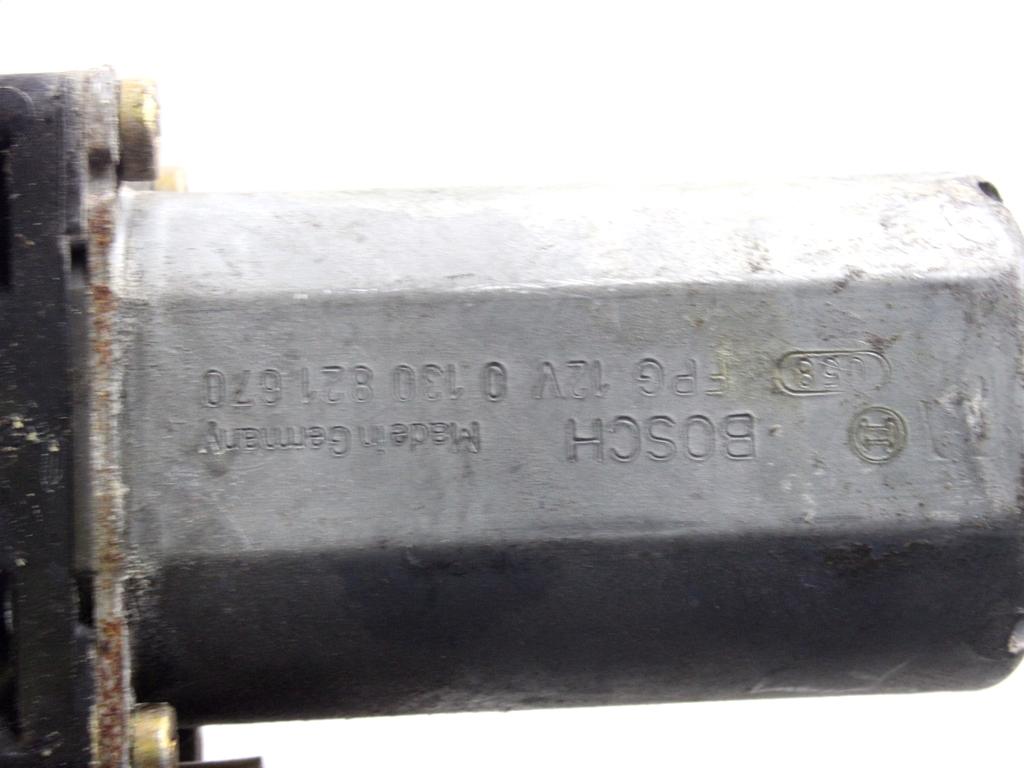 BOSCH Made in Germany
FPG 12V 0 130 821 670